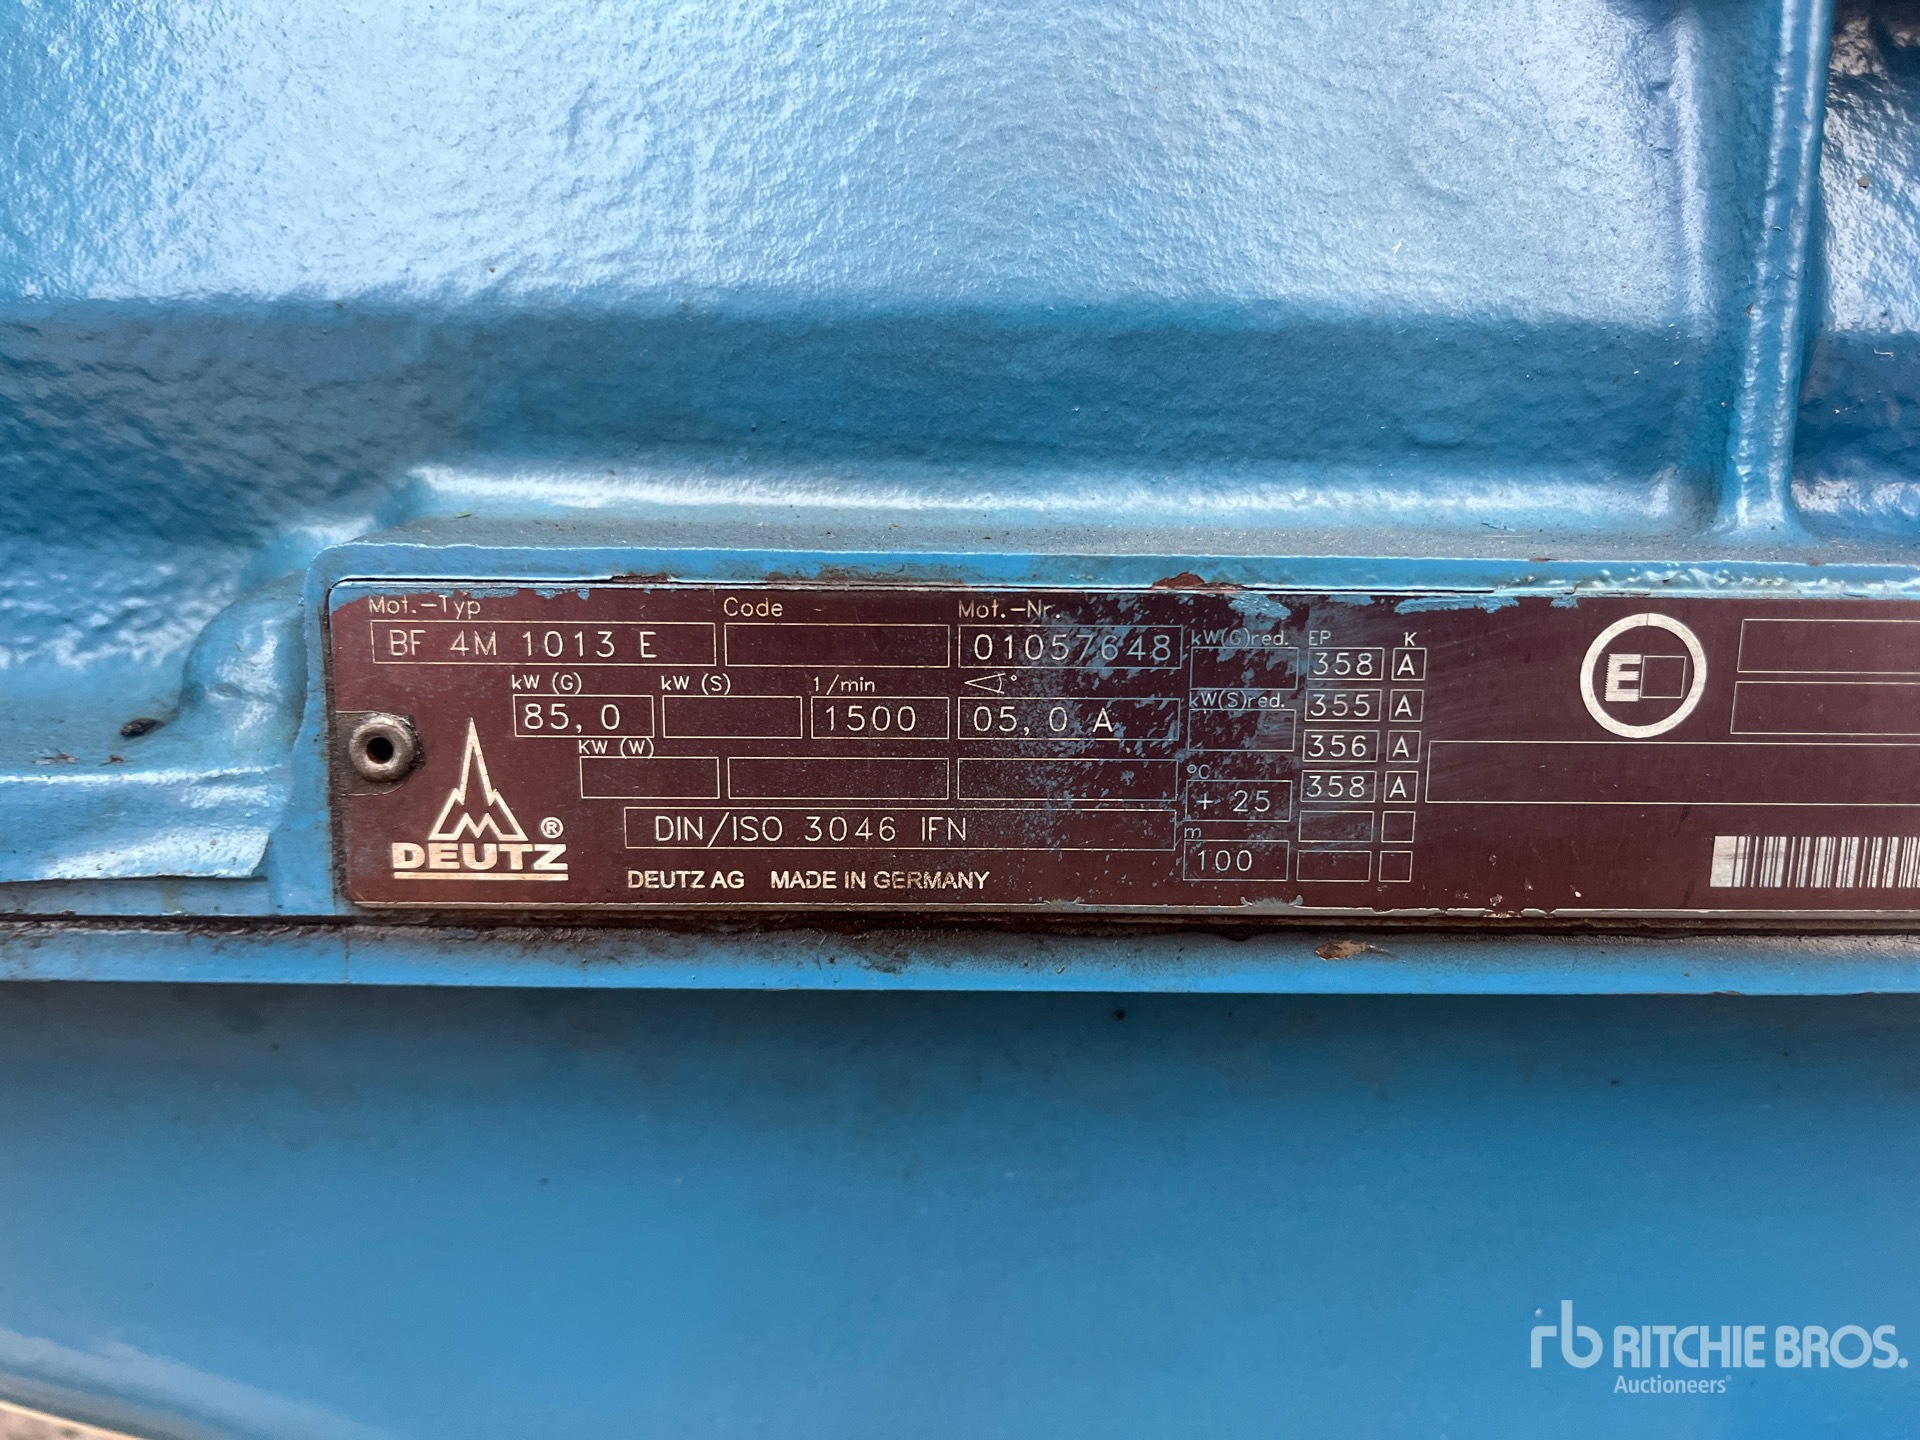 Mot.-Typ Code Mot.-Nr.
BF 4M 1013 E 01057648 kW(G)red. EP K
358 A
kW (G) kW (S) 1/min °
85,0 1500 05,0 A kW(S)red. 355 A
KW (W) 356 A
°C
+ 25 358 A
DIN/ISO 3046 IFN m
100
DEUTZ ®
DEUTZ AG MADE IN GERMANY
E
rb RITCHIE BROS.
Auctioneers